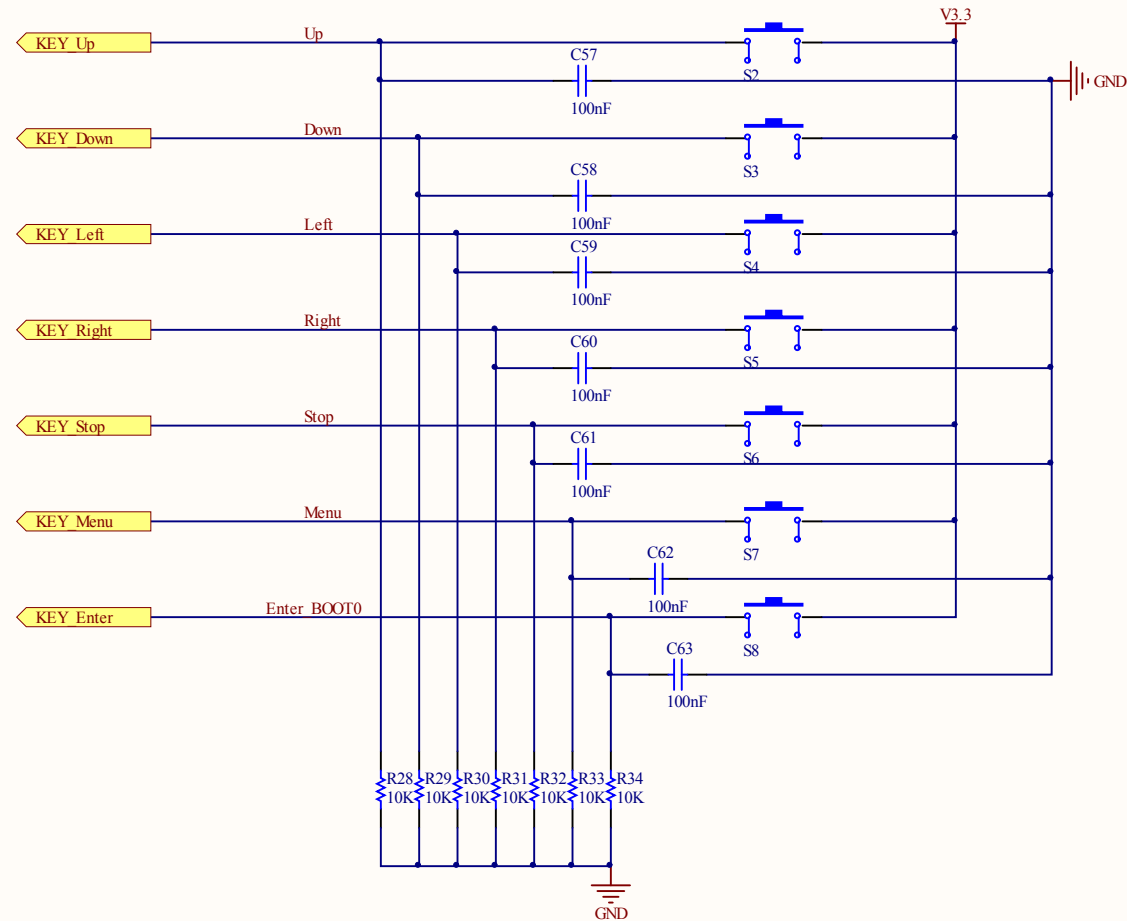 V3.3
KEY_Up
Up
S2
C57
100nF
GND
KEY_Down
Down
S3
C58
100nF
KEY_Left
Left
S4
C59
100nF
KEY_Right
Right
S5
C60
100nF
KEY_Stop
Stop
S6
C61
100nF
KEY_Menu
Menu
S7
C62
100nF
KEY_Enter
Enter_BOOT0
S8
C63
100nF
R28 R29 R30 R31 R32 R33 R34
10K 10K 10K 10K 10K 10K 10K
GND